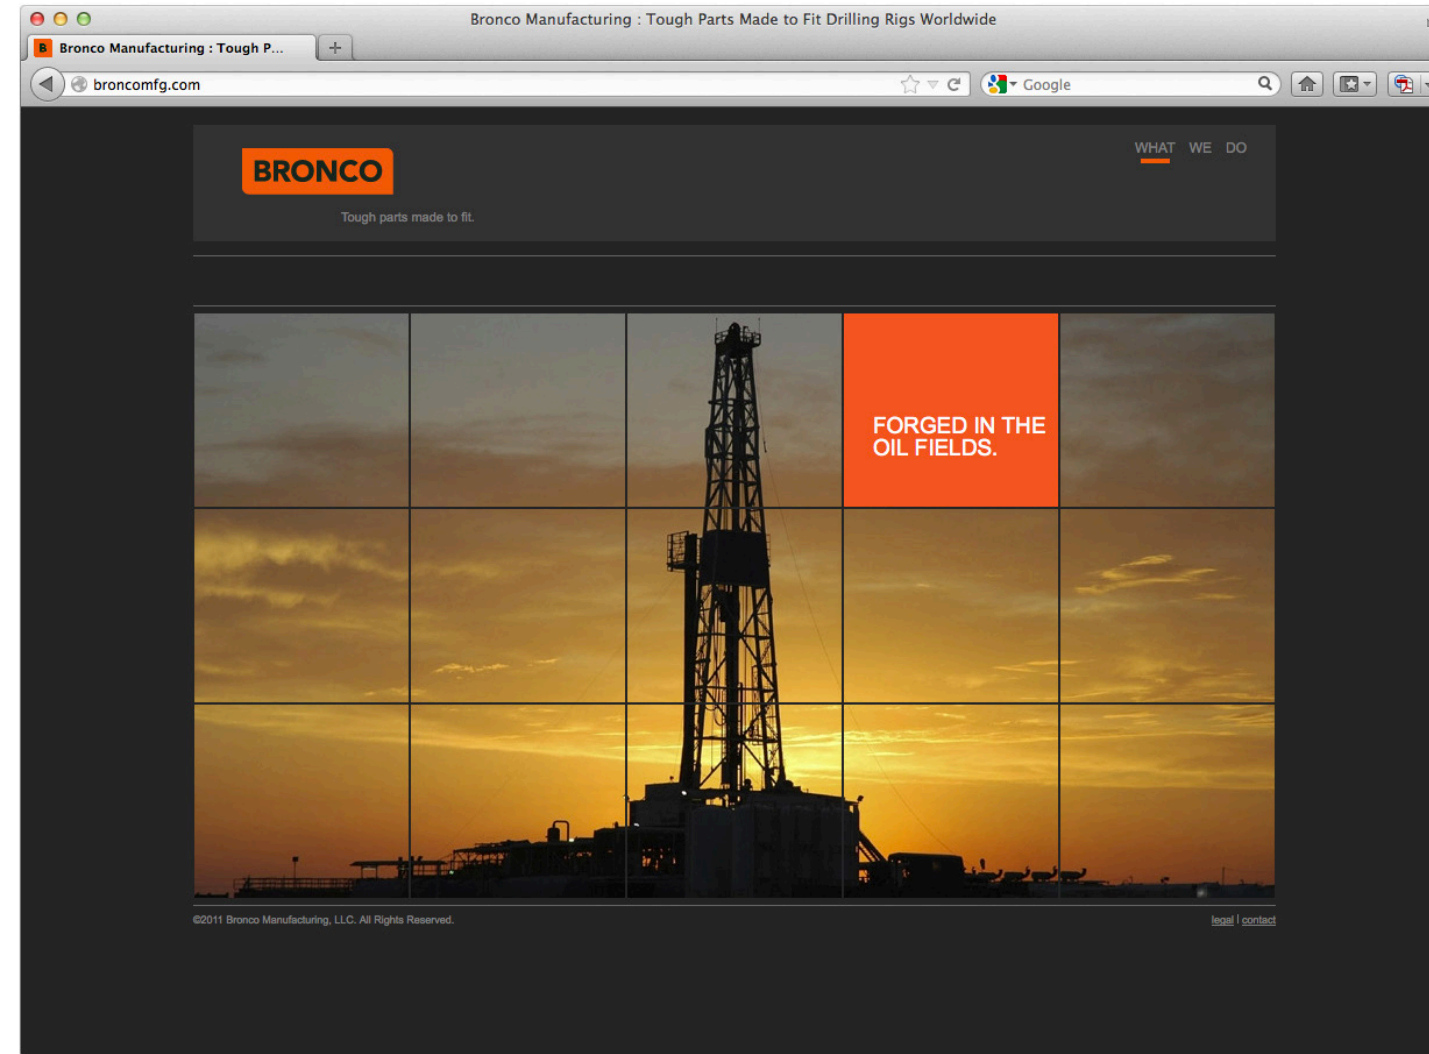 Bronco Manufacturing : Tough Parts Made to Fit Drilling Rigs Worldwide
B Bronco Manufacturing : Tough P...
broncomfg.com
Google
BRONCO
WHAT WE DO
Tough parts made to fit.
FORGED IN THE
OIL FIELDS.
©2011 Bronco Manufacturing, LLC. All Rights Reserved.
legal | contact